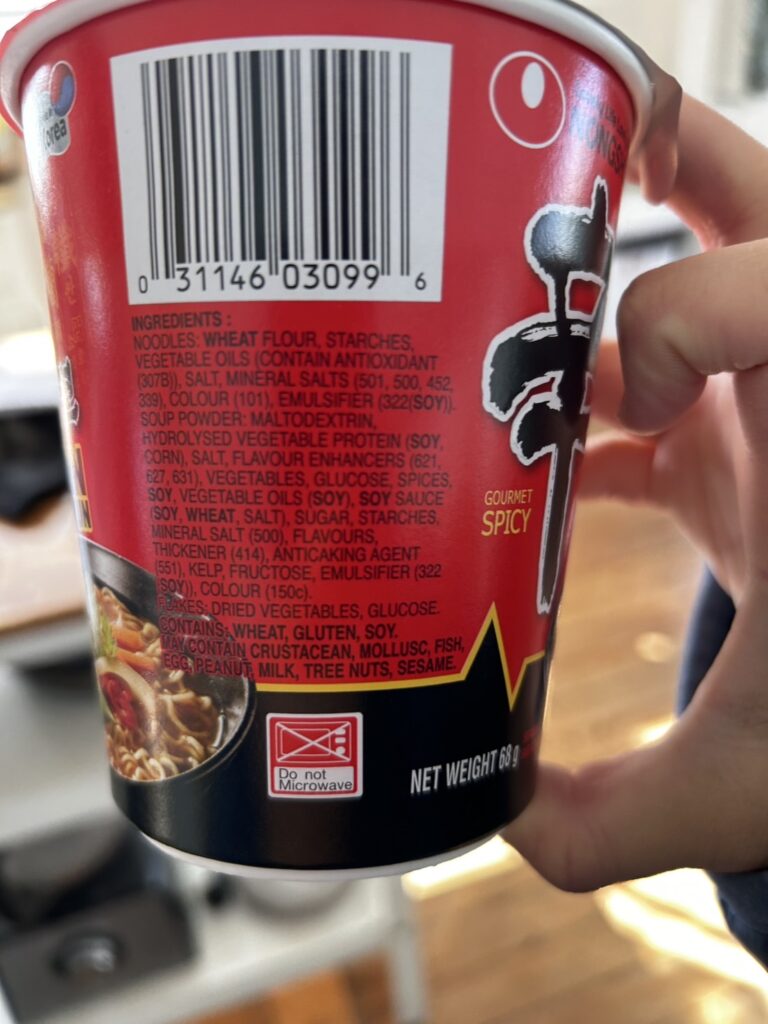 Korea
NONGS
0 31146 03099 6
INGREDIENTS :
NOODLES: WHEAT FLOUR, STARCHES,
VEGETABLE OILS (CONTAIN ANTIOXIDANT
(307B)), SALT, MINERAL SALTS (501, 500, 452,
339), COLOUR (101), EMULSIFIER (322(SOY)).
SOUP POWDER: MALTODEXTRIN,
HYDROLYSED VEGETABLE PROTEIN (SOY,
CORN), SALT, FLAVOUR ENHANCERS (621,
627, 631), VEGETABLES, GLUCOSE, SPICES,
SOY, VEGETABLE OILS (SOY), SOY SAUCE
(SOY, WHEAT, SALT), SUGAR, STARCHES,
MINERAL SALT (500), FLAVOURS,
THICKENER (414), ANTICAKING AGENT
(551), KELP, FRUCTOSE, EMULSIFIER (322
(SOY)), COLOUR (150c).
FLAKES: DRIED VEGETABLES, GLUCOSE.
CONTAINS: WHEAT, GLUTEN, SOY.
MAY CONTAIN CRUSTACEAN, MOLLUSC, FISH,
EGG, PEANUT, MILK, TREE NUTS, SESAME.
辛
GOURMET
SPICY
Do not
Microwave
NET WEIGHT 68 g